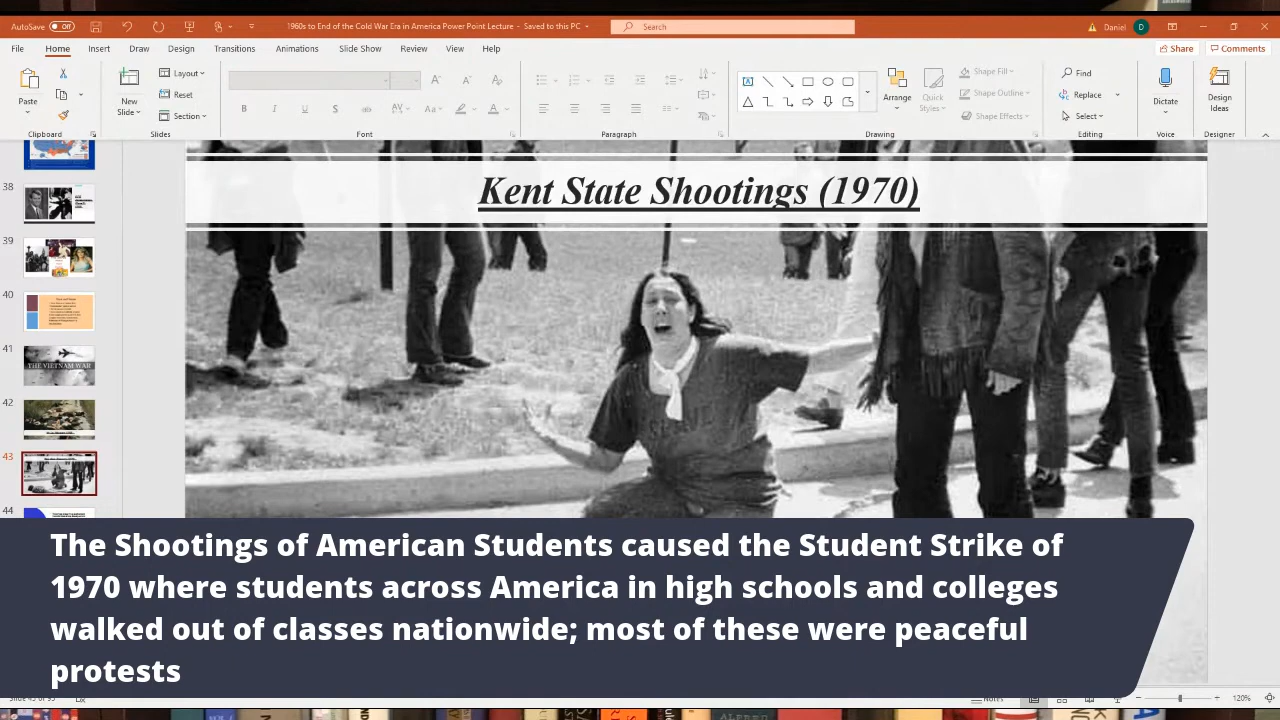 AutoSave Off
1960s to End of the Cold War Era in America Power Point Lecture - Saved to this PC
Search
Daniel D
File Home Insert Draw Design Transitions Animations Slide Show Review View Help
Share Comments
Paste
New
Slide
Layout
Reset
Section
Arrange
Quick
Styles
Shape Fill
Shape Outline
Shape Effects
Find
Replace
Select
Dictate
Design
Ideas
Clipboard Slides Font Paragraph Drawing Editing Voice Designer
38
39
40
41
THE VIETNAM WAR
42
43
44
Kent State Shootings (1970)
The Shootings of American Students caused the Student Strike of
1970 where students across America in high schools and colleges
walked out of classes nationwide; most of these were peaceful
protests
Notes
120%